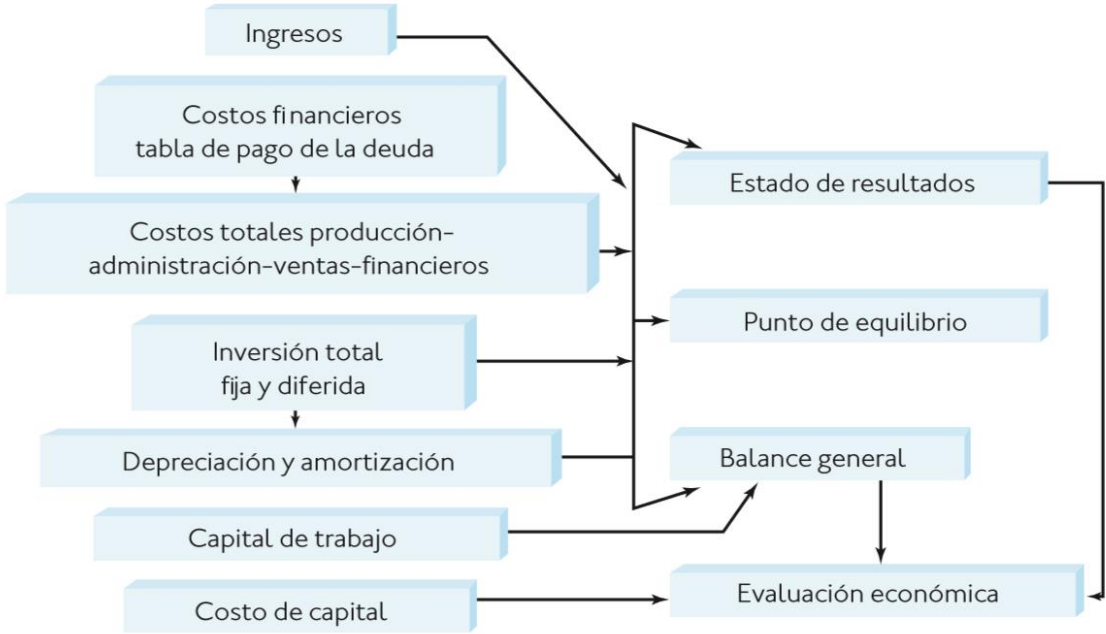 Ingresos
Costos financieros
tabla de pago de la deuda
Costos totales producción-
administración-ventas-financieros
Inversión total
fija y diferida
Depreciación y amortización
Capital de trabajo
Costo de capital
Estado de resultados
Punto de equilibrio
Balance general
Evaluación económica